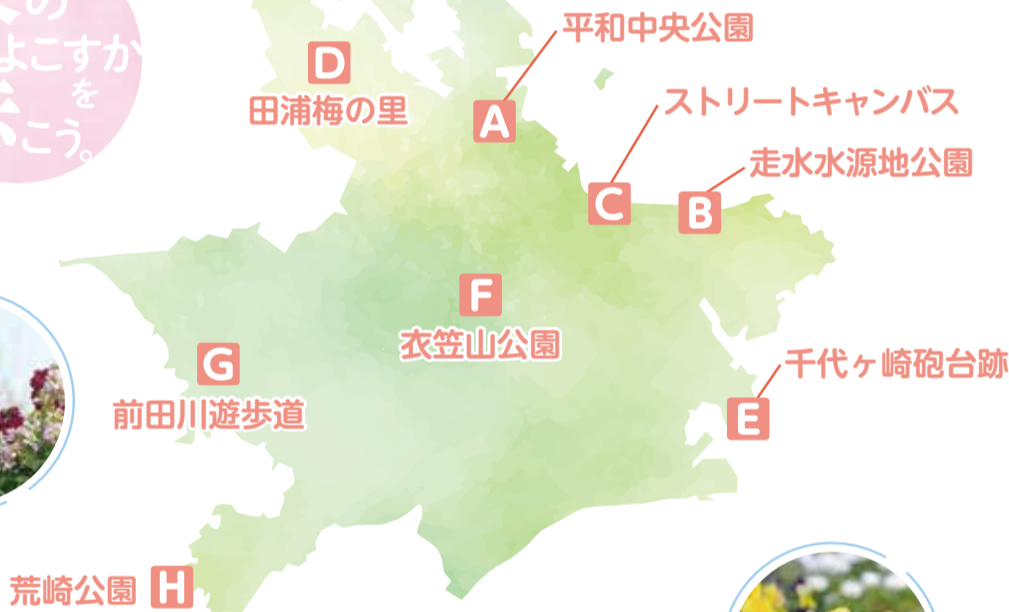 の
よこすか
を
こう。
平和中央公園
D
田浦梅の里
A
ストリートキャンバス
走水水源地公園
C
B
F
衣笠山公園
千代ヶ崎砲台跡
G
前田川遊歩道
E
荒崎公園 H